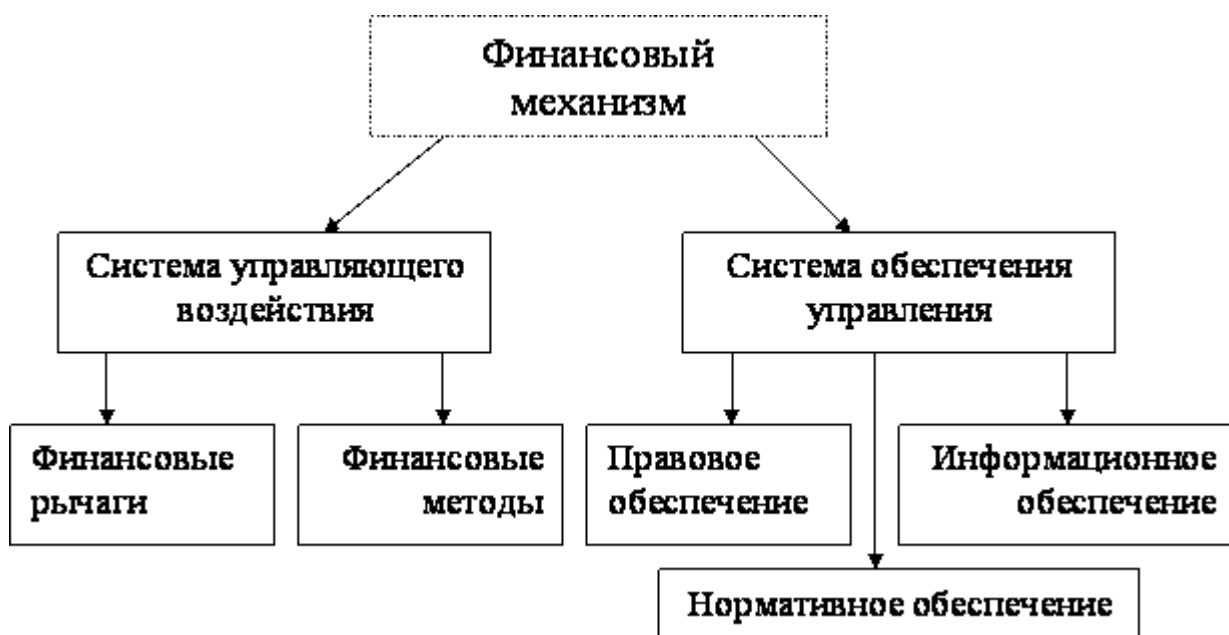 Финансовый
механизм
Система управляющего
воздействия
Система обеспечения
управления
Финансовые
рычаги
Финансовые
методы
Правовое
обеспечение
Информационное
обеспечение
Нормативное обеспечение